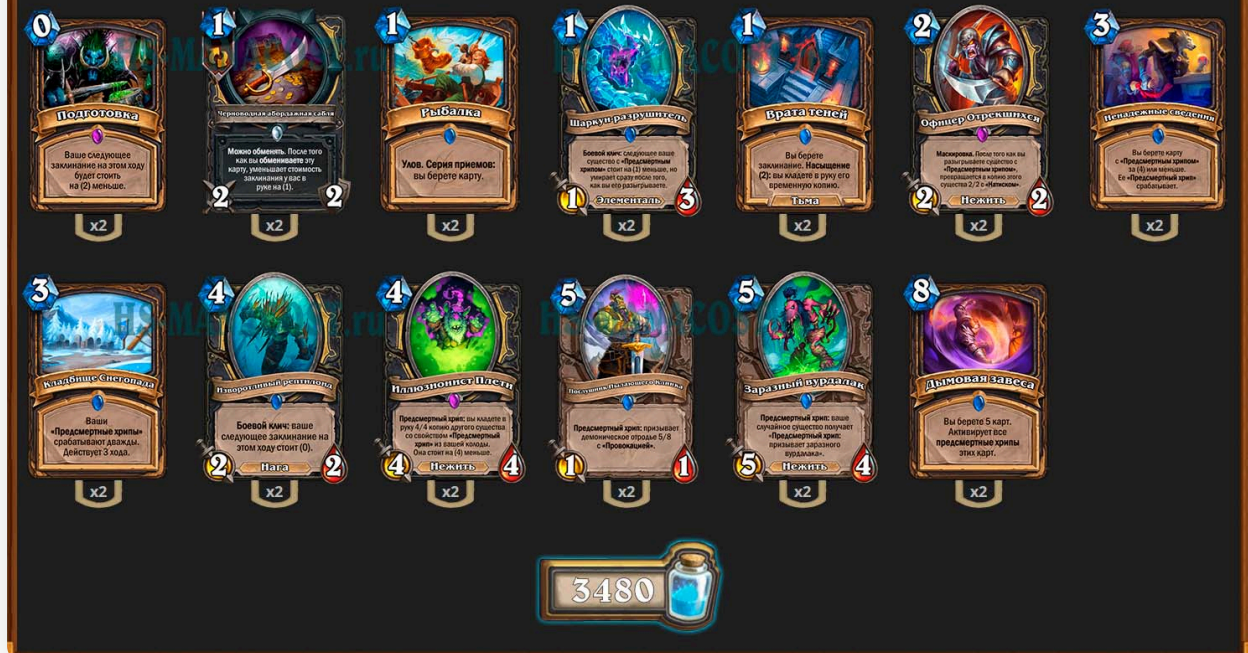 0
Подготовка
Ваше следующее
заклинание на этом ходу
будет стоить
на (2) меньше.
x2
1
Черноводная абордажная сабля
Можно обменять. После того
как вы обмениваете эту
карту, уменьшает стоимость
заклинания у вас в
руке на (1).
2
2
x2
1
Рыбалка
Улов. Серия приемов:
вы берете карту.
x2
1
Шаркун-разрушитель
Боевой клич: следующее ваше
существо с «Предсмертным
хрипом» стоит на (1) меньше, но
умирает сразу после того,
как вы его разыгрываете.
1
Элементаль
3
x2
1
Врата теней
Вы берете
заклинание. Насыщение
(2): вы кладете в руку его
временную копию.
Тьма
x2
2
Офицер Отрекшихся
Маскировка. После того как вы
разыгрываете существо с
«Предсмертным хрипом»,
превращается в копию этого
существа 2/2 с «Натиском».
2
Нежить
2
x2
3
Ненадежные сведения
Вы берете карту
с «Предсмертным хрипом»
за (4) или меньше.
Ее «Предсмертный хрип»
срабатывает.
x2
3
Кладбище Снегопада
Ваши
«Предсмертные хрипы»
срабатывают дважды.
Действует 3 хода.
x2
4
Изворотливый рептилоид
Боевой клич: ваше
следующее заклинание на
этом ходу стоит (0).
2
Нага
2
x2
4
Иллюзионист Плети
Предсмертный хрип: вы кладете в
руку 4/4 копию другого существа
со свойством «Предсмертный
хрип» из вашей колоды.
Она стоит на (4) меньше.
4
Нежить
4
x2
5
Послушник Пылающего Клинка
Предсмертный хрип: призывает
демоническое отродье 5/8
с «Провокацией».
1
1
x2
5
Заразный вурдалак
Предсмертный хрип: ваше
случайное существо получает
«Предсмертный хрип:
призывает заразного
вурдалака».
5
Нежить
4
x2
8
Дымовая завеса
Вы берете 5 карт.
Активирует все
предсмертные хрипы
этих карт.
x2
3480